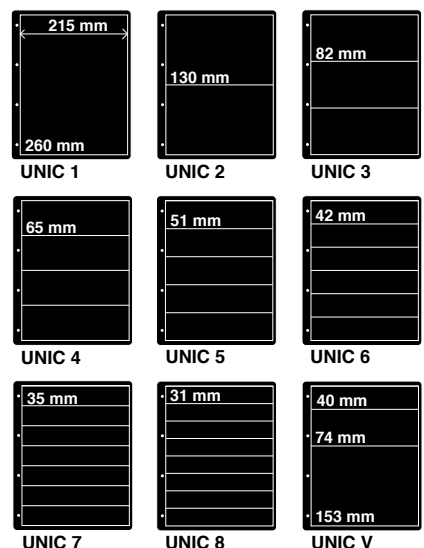 215 mm
260 mm
UNIC 1
130 mm
UNIC 2
82 mm
UNIC 3
65 mm
UNIC 4
51 mm
UNIC 5
42 mm
UNIC 6
35 mm
UNIC 7
31 mm
UNIC 8
40 mm
74 mm
153 mm
UNIC V